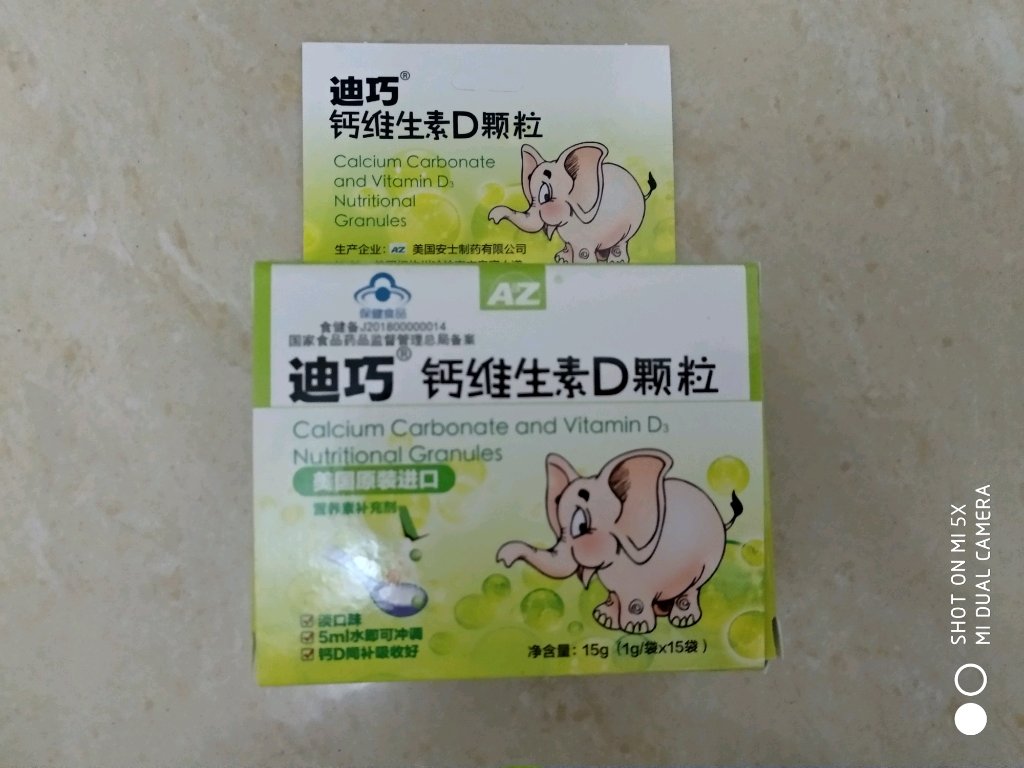 迪巧®
钙维生素D颗粒
Calcium Carbonate
and Vitamin D₃
Nutritional
Granules
生产企业: AZ 美国安士制药有限公司
保健食品
AZ
食健备J201800000014
国家食品药品监督管理总局备案
迪巧® 钙维生素D颗粒
Calcium Carbonate and Vitamin D₃
Nutritional Granules
美国原装进口
营养素补充剂
淡口味
5ml水即可冲调
钙D同补吸收好
净含量: 15g (1g/袋x15袋)
SHOT ON MI 5X
MI DUAL CAMERA